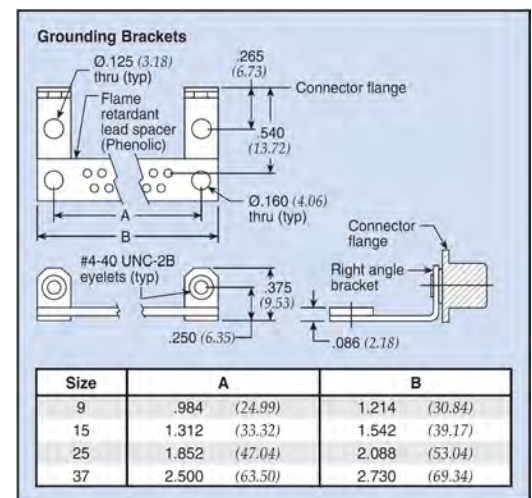 Grounding Brackets
Ø.125 (3.18)
thru (typ)
.265
(6.73)
Connector flange
Flame
retardant
lead spacer
(Phenolic)
.540
(13.72)
Ø.160 (4.06)
thru (typ)
A
B
Connector
flange
#4-40 UNC-2B
eyelets (typ)
Right angle
bracket
.375
(9.53)
.250 (6.35)
.086 (2.18)
Size A B
9 .984 (24.99) 1.214 (30.84)
15 1.312 (33.32) 1.542 (39.17)
25 1.852 (47.04) 2.088 (53.04)
37 2.500 (63.50) 2.730 (69.34)